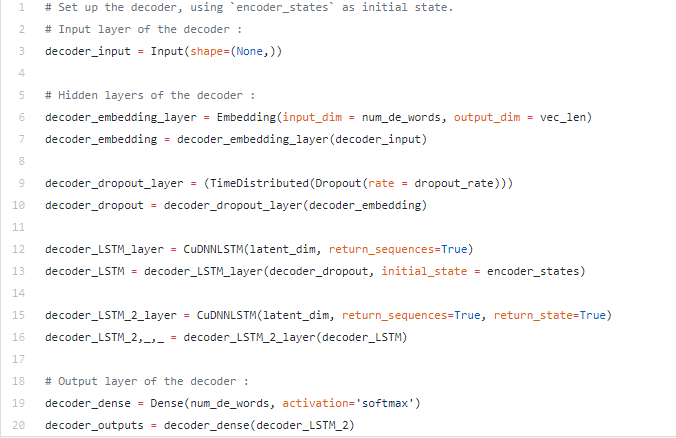 1 # Set up the decoder, using `encoder_states` as initial state.
2 # Input layer of the decoder :
3 decoder_input = Input(shape=(None,))
4
5 # Hidden layers of the decoder :
6 decoder_embedding_layer = Embedding(input_dim = num_de_words, output_dim = vec_len)
7 decoder_embedding = decoder_embedding_layer(decoder_input)
8
9 decoder_dropout_layer = (TimeDistributed(Dropout(rate = dropout_rate)))
10 decoder_dropout = decoder_dropout_layer(decoder_embedding)
11
12 decoder_LSTM_layer = CuDNNLSTM(latent_dim, return_sequences=True)
13 decoder_LSTM = decoder_LSTM_layer(decoder_dropout, initial_state = encoder_states)
14
15 decoder_LSTM_2_layer = CuDNNLSTM(latent_dim, return_sequences=True, return_state=True)
16 decoder_LSTM_2,_,_ = decoder_LSTM_2_layer(decoder_LSTM)
17
18 # Output layer of the decoder :
19 decoder_dense = Dense(num_de_words, activation='softmax')
20 decoder_outputs = decoder_dense(decoder_LSTM_2)